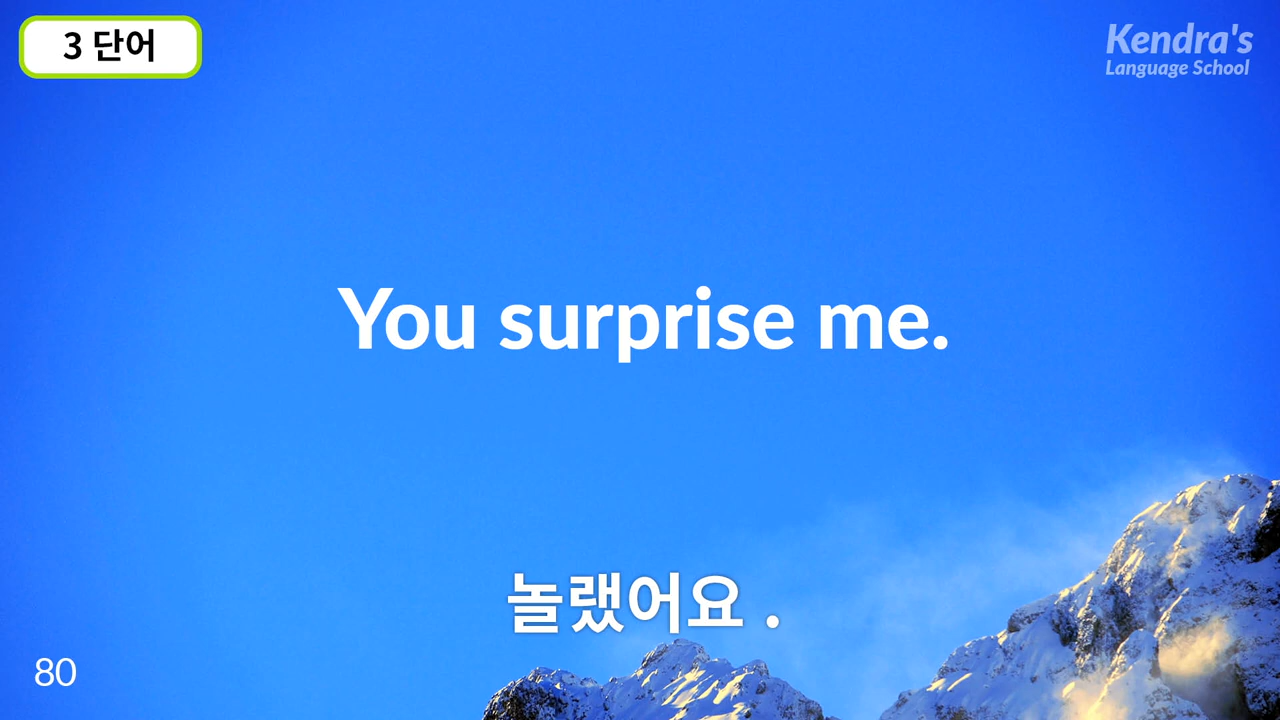 3 단어
Kendra's
Language School
You surprise me.
놀랬어요 .
80